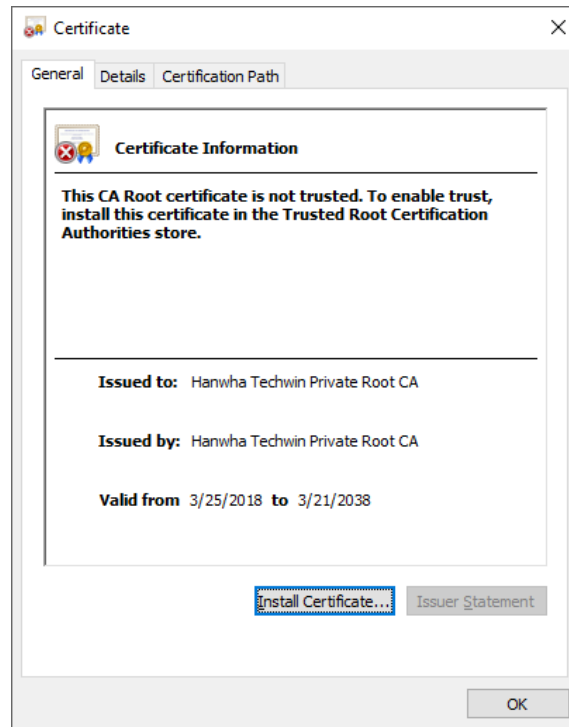 Certificate
General Details Certification Path
Certificate Information
This CA Root certificate is not trusted. To enable trust,
install this certificate in the Trusted Root Certification
Authorities store.
Issued to: Hanwha Techwin Private Root CA
Issued by: Hanwha Techwin Private Root CA
Valid from 3/25/2018 to 3/21/2038
Install Certificate... Issuer Statement
OK